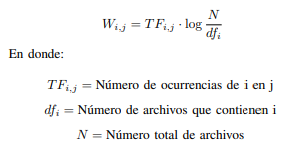 W_{i,j} = TF_{i,j} · log \frac{N}{df_i}
En donde:
TF_{i,j} = Número de ocurrencias de i en j
df_i = Número de archivos que contienen i
N = Número total de archivos